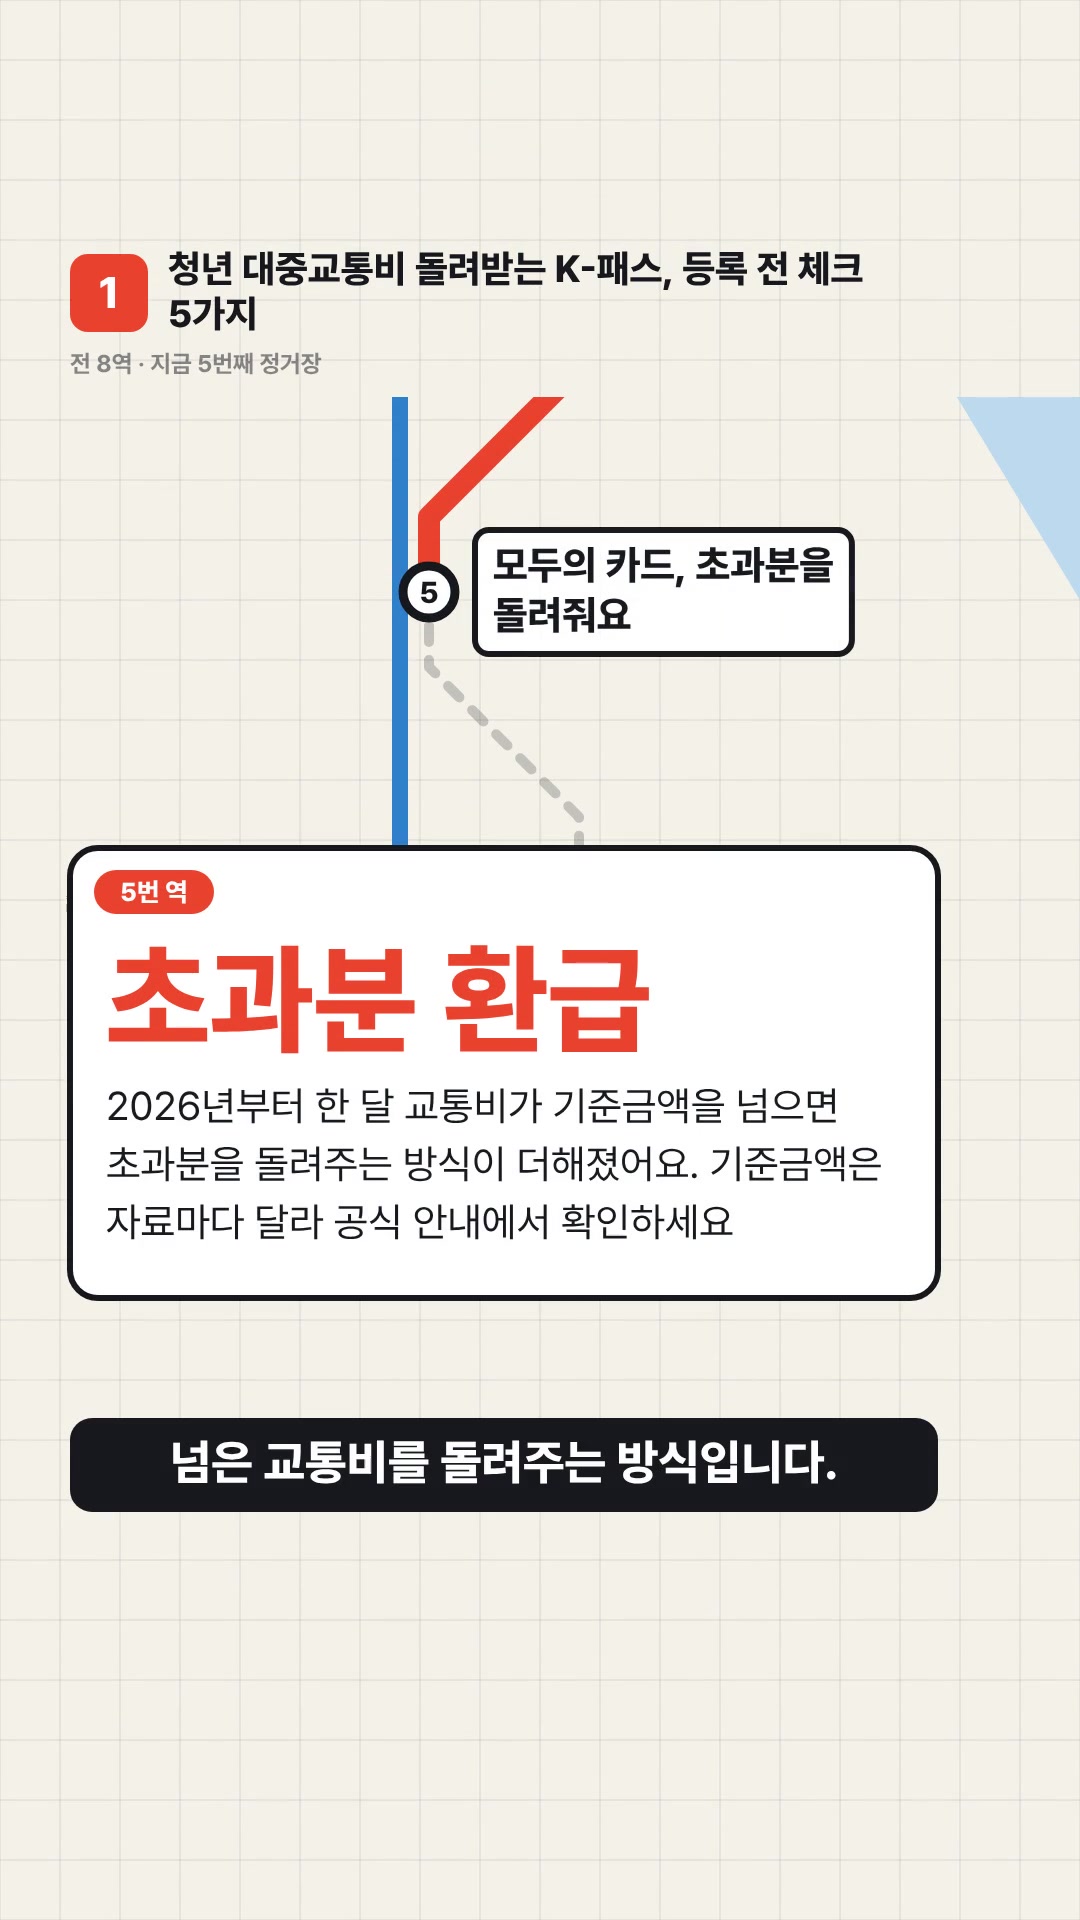 1
청년 대중교통비 돌려받는 K-패스, 등록 전 체크
5가지
전 8역 · 지금 5번째 정거장
5
모두의 카드, 초과분을
돌려줘요
5번 역
초과분 환급
2026년부터 한 달 교통비가 기준금액을 넘으면
초과분을 돌려주는 방식이 더해졌어요. 기준금액은
자료마다 달라 공식 안내에서 확인하세요
넘은 교통비를 돌려주는 방식입니다.